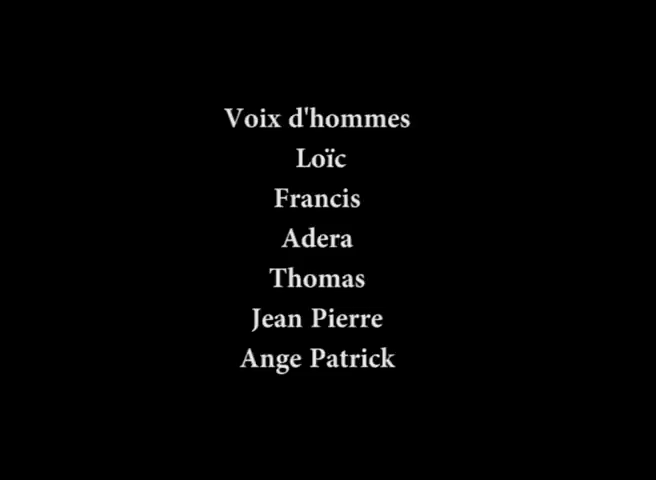 Voix d'hommes
Loïc
Francis
Adera
Thomas
Jean Pierre
Ange Patrick